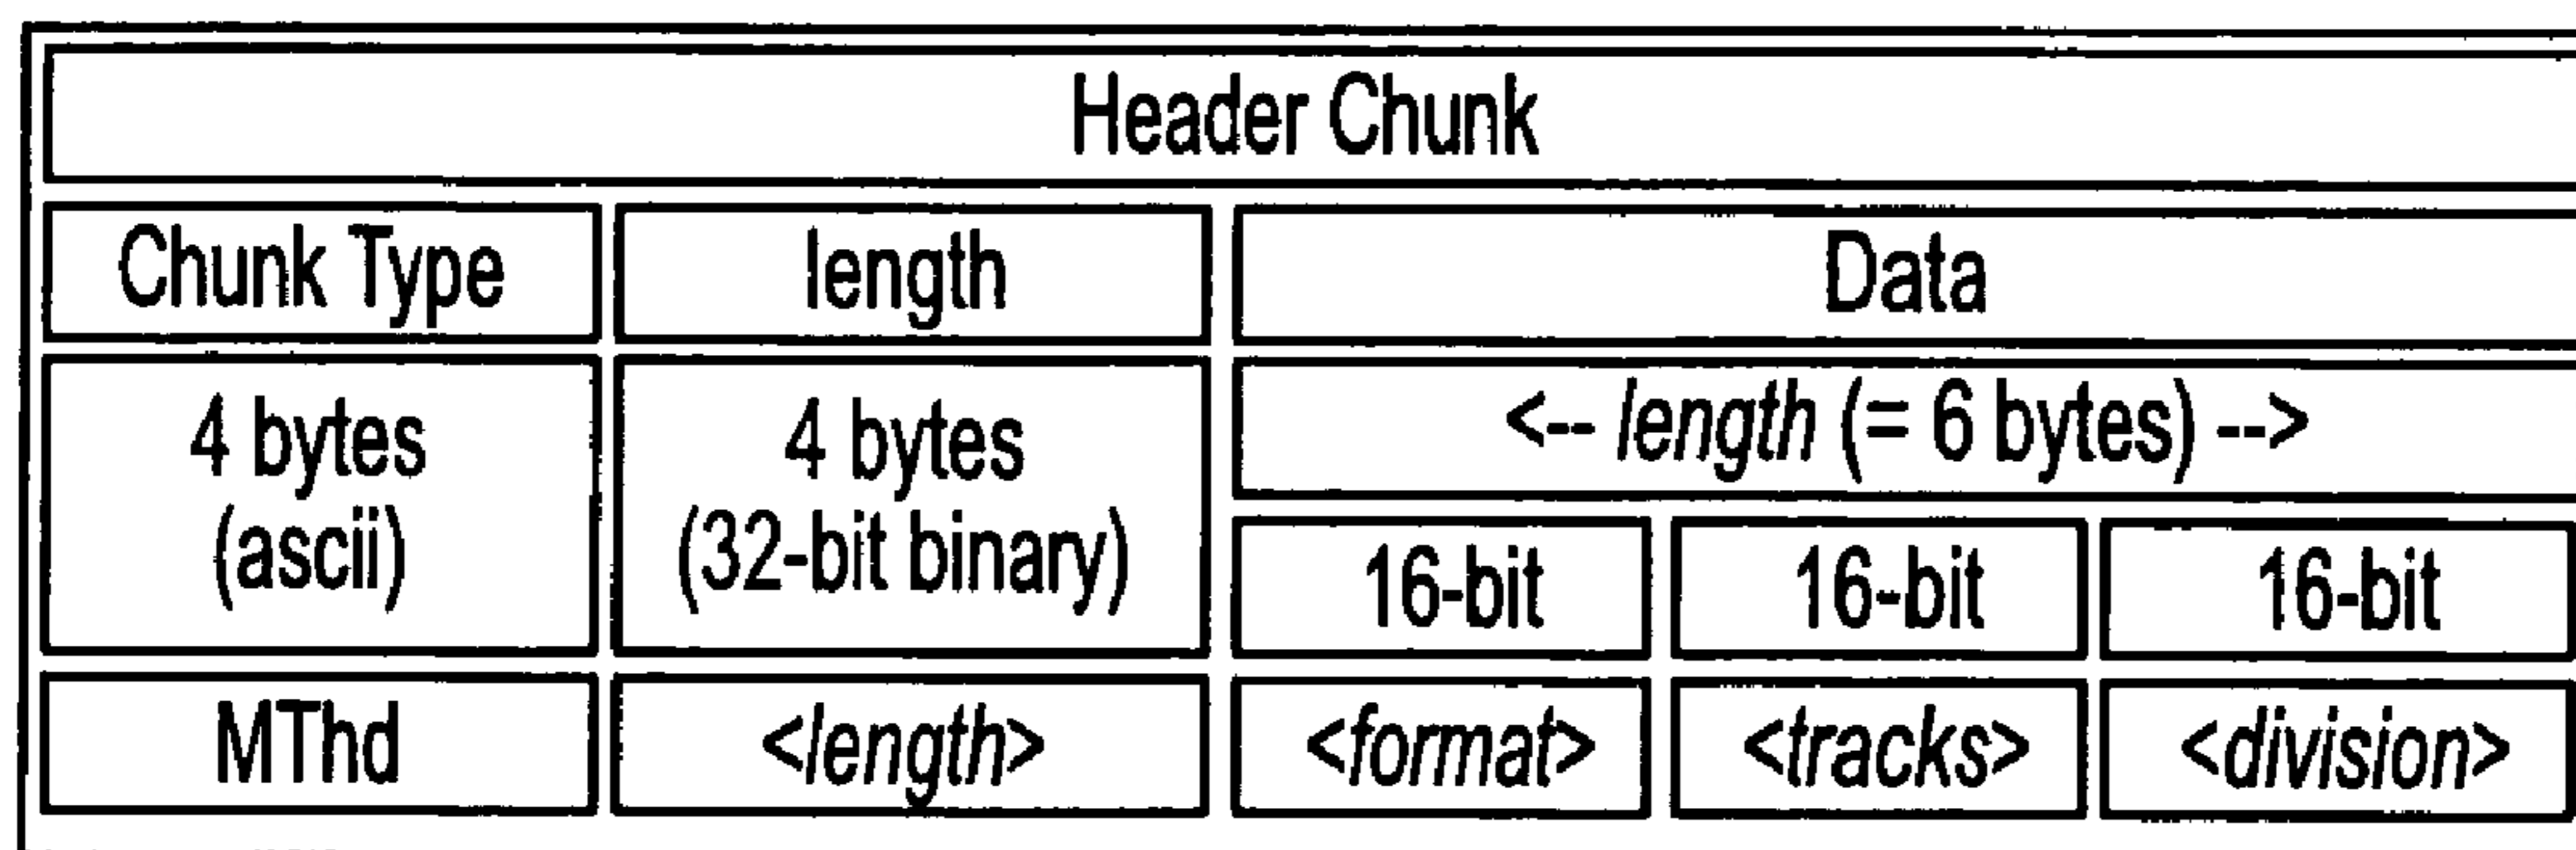 Header Chunk
Chunk Type
length
Data
4 bytes
(ascii)
4 bytes
(32-bit binary)
<-- length (= 6 bytes) -->
16-bit
16-bit
16-bit
MThd
<length>
<format>
<tracks>
<division>